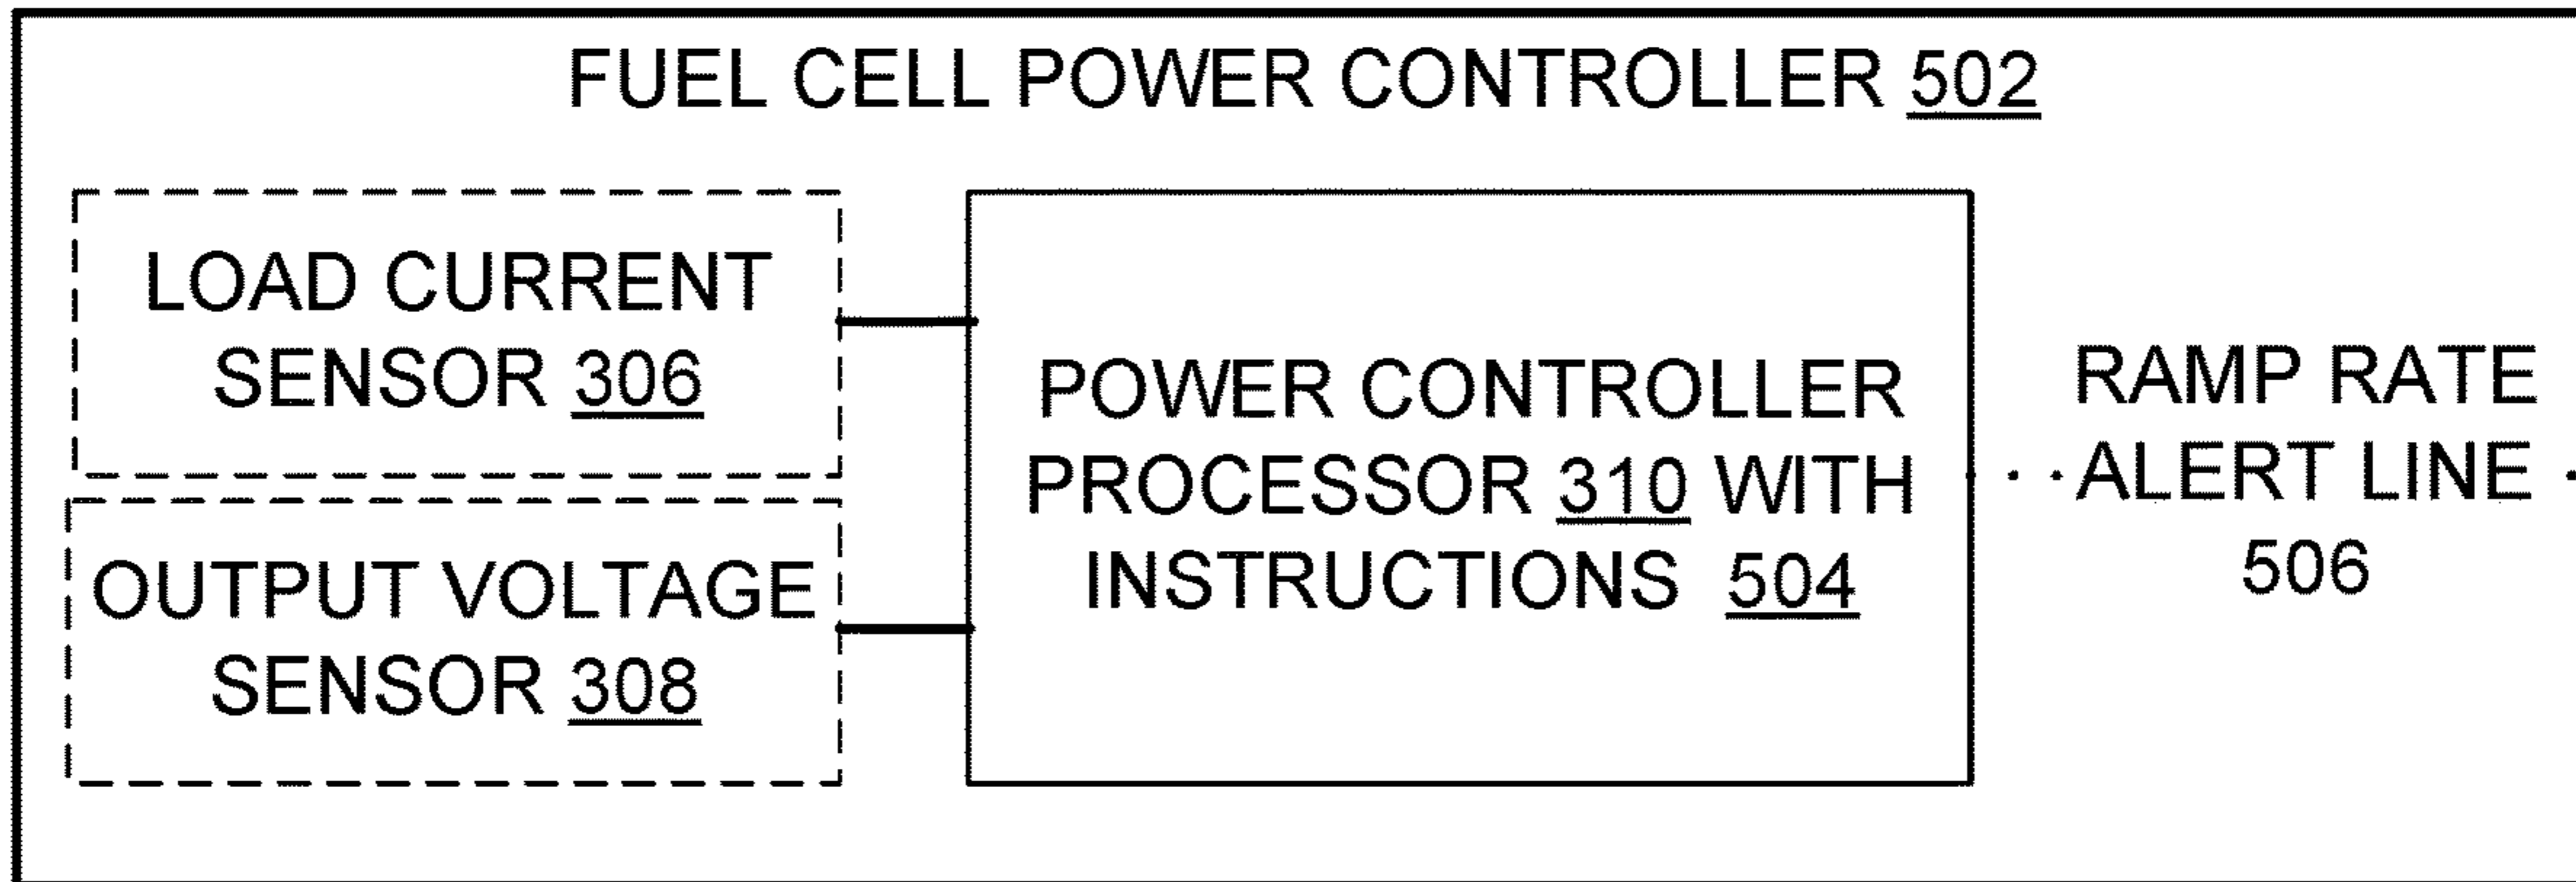 FUEL CELL POWER CONTROLLER 502
LOAD CURRENT
SENSOR 306
OUTPUT VOLTAGE
SENSOR 308
POWER CONTROLLER
PROCESSOR 310 WITH
INSTRUCTIONS 504
RAMP RATE
ALERT LINE
506